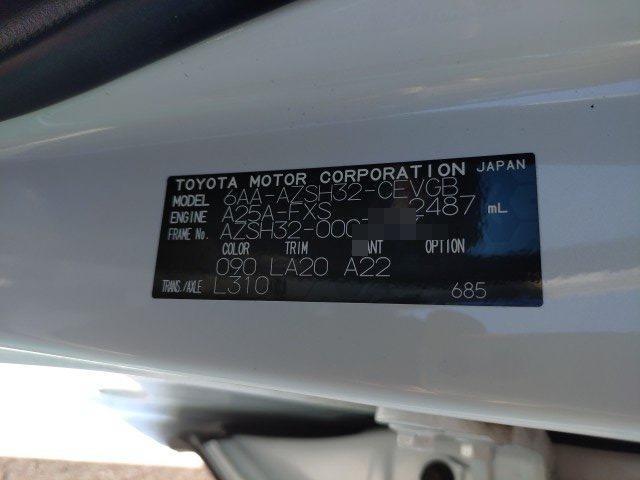 TOYOTA MOTOR CORPORATION JAPAN
MODEL 6AA-AZSH32-CEVGB
ENGINE A25A-FXS 2487 mL
FRAME No. AZSH32-000
COLOR TRIM ANT OPTION
090 LA20 A22
TRANS./AXLE L310
685